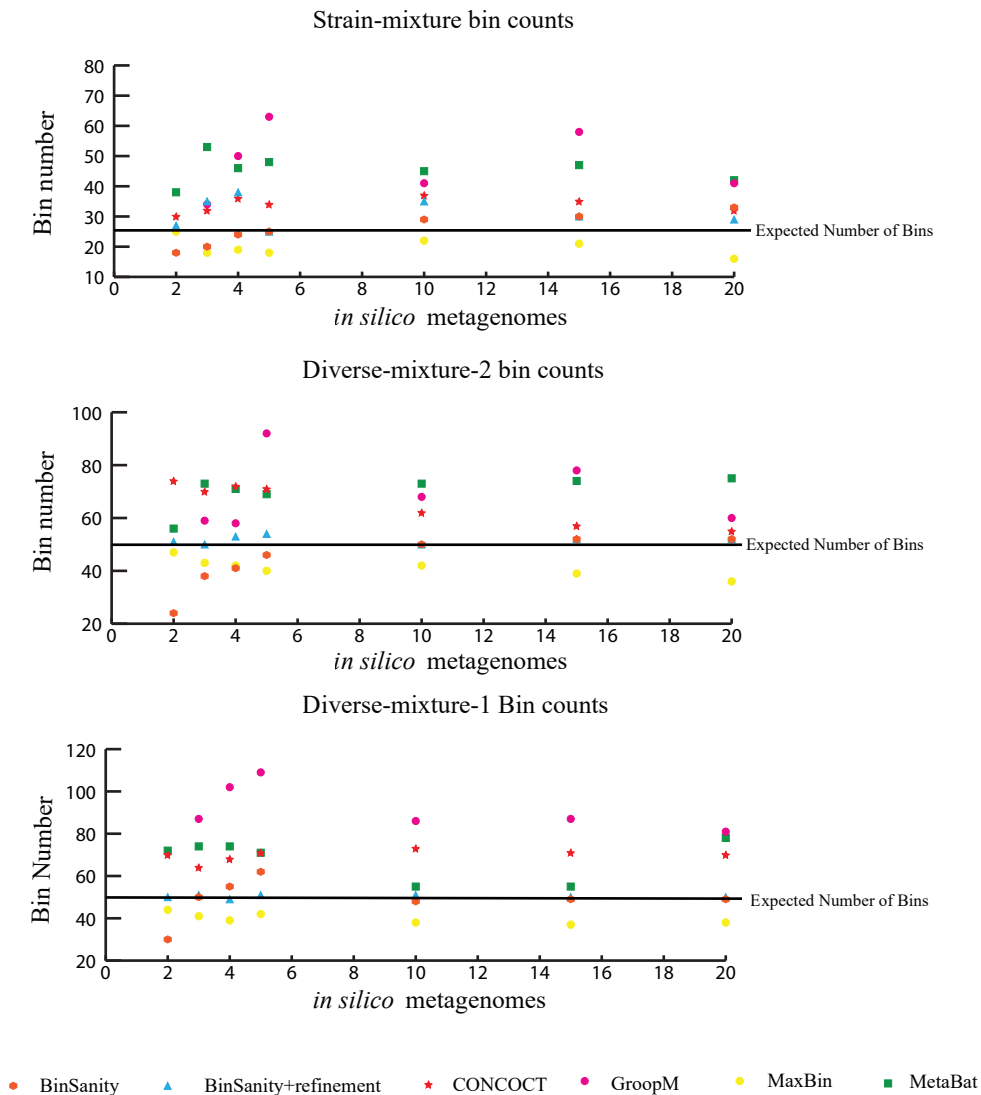 Strain-mixture bin counts
80
70
60
50
40
30
20
10
Bin number
0 2 4 6 8 10 12 14 16 18 20
Expected Number of Bins
in silico metagenomes
Diverse-mixture-2 bin counts
100
80
60
40
20
Bin number
0 2 4 6 8 10 12 14 16 18 20
Expected Number of Bins
in silico metagenomes
Diverse-mixture-1 Bin counts
120
100
80
60
40
20
Bin Number
0 2 4 6 8 10 12 14 16 18 20
Expected Number of Bins
in silico metagenomes
BinSanity BinSanity+refinement CONCOCT GroopM MaxBin MetaBat